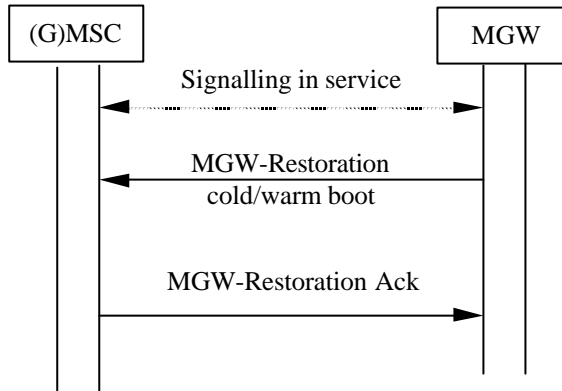 (G)MSC
MGW
Signalling in service
MGW-Restoration
cold/warm boot
MGW-Restoration Ack